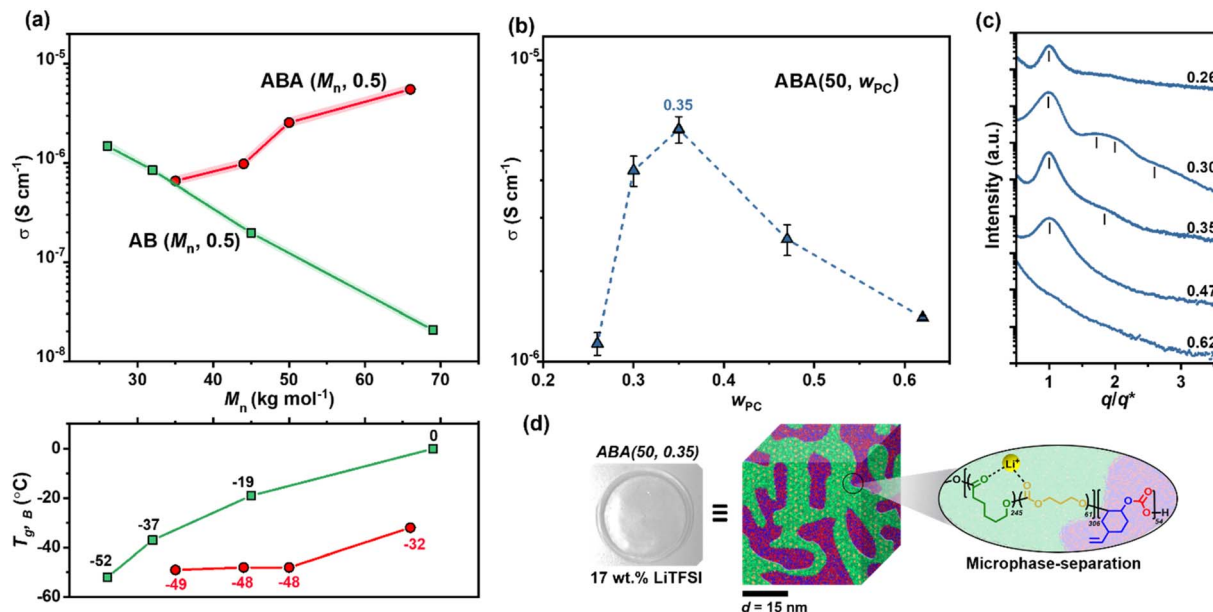 (a)
10⁻⁵
10⁻⁶
10⁻⁷
10⁻⁸
σ (S cm⁻¹)
ABA (Mₙ, 0.5)
AB (Mₙ, 0.5)
30 40 50 60 70
Mₙ (kg mol⁻¹)
0
-20
-40
-60
T_g, B (°C)
-52
-37
-19
0
-49
-48
-48
-32
(b)
10⁻⁵
10⁻⁶
σ (S cm⁻¹)
ABA(50, w_PC)
0.35
0.2 0.3 0.4 0.5 0.6
w_PC
(c)
Intensity (a.u.)
0.26
0.30
0.35
0.47
0.62
1 2 3
q/q*
(d)
ABA(50, 0.35)
17 wt.% LiTFSI
d = 15 nm
Li⁺
O O O O O O O O H
245 61 306 54
Microphase-separation